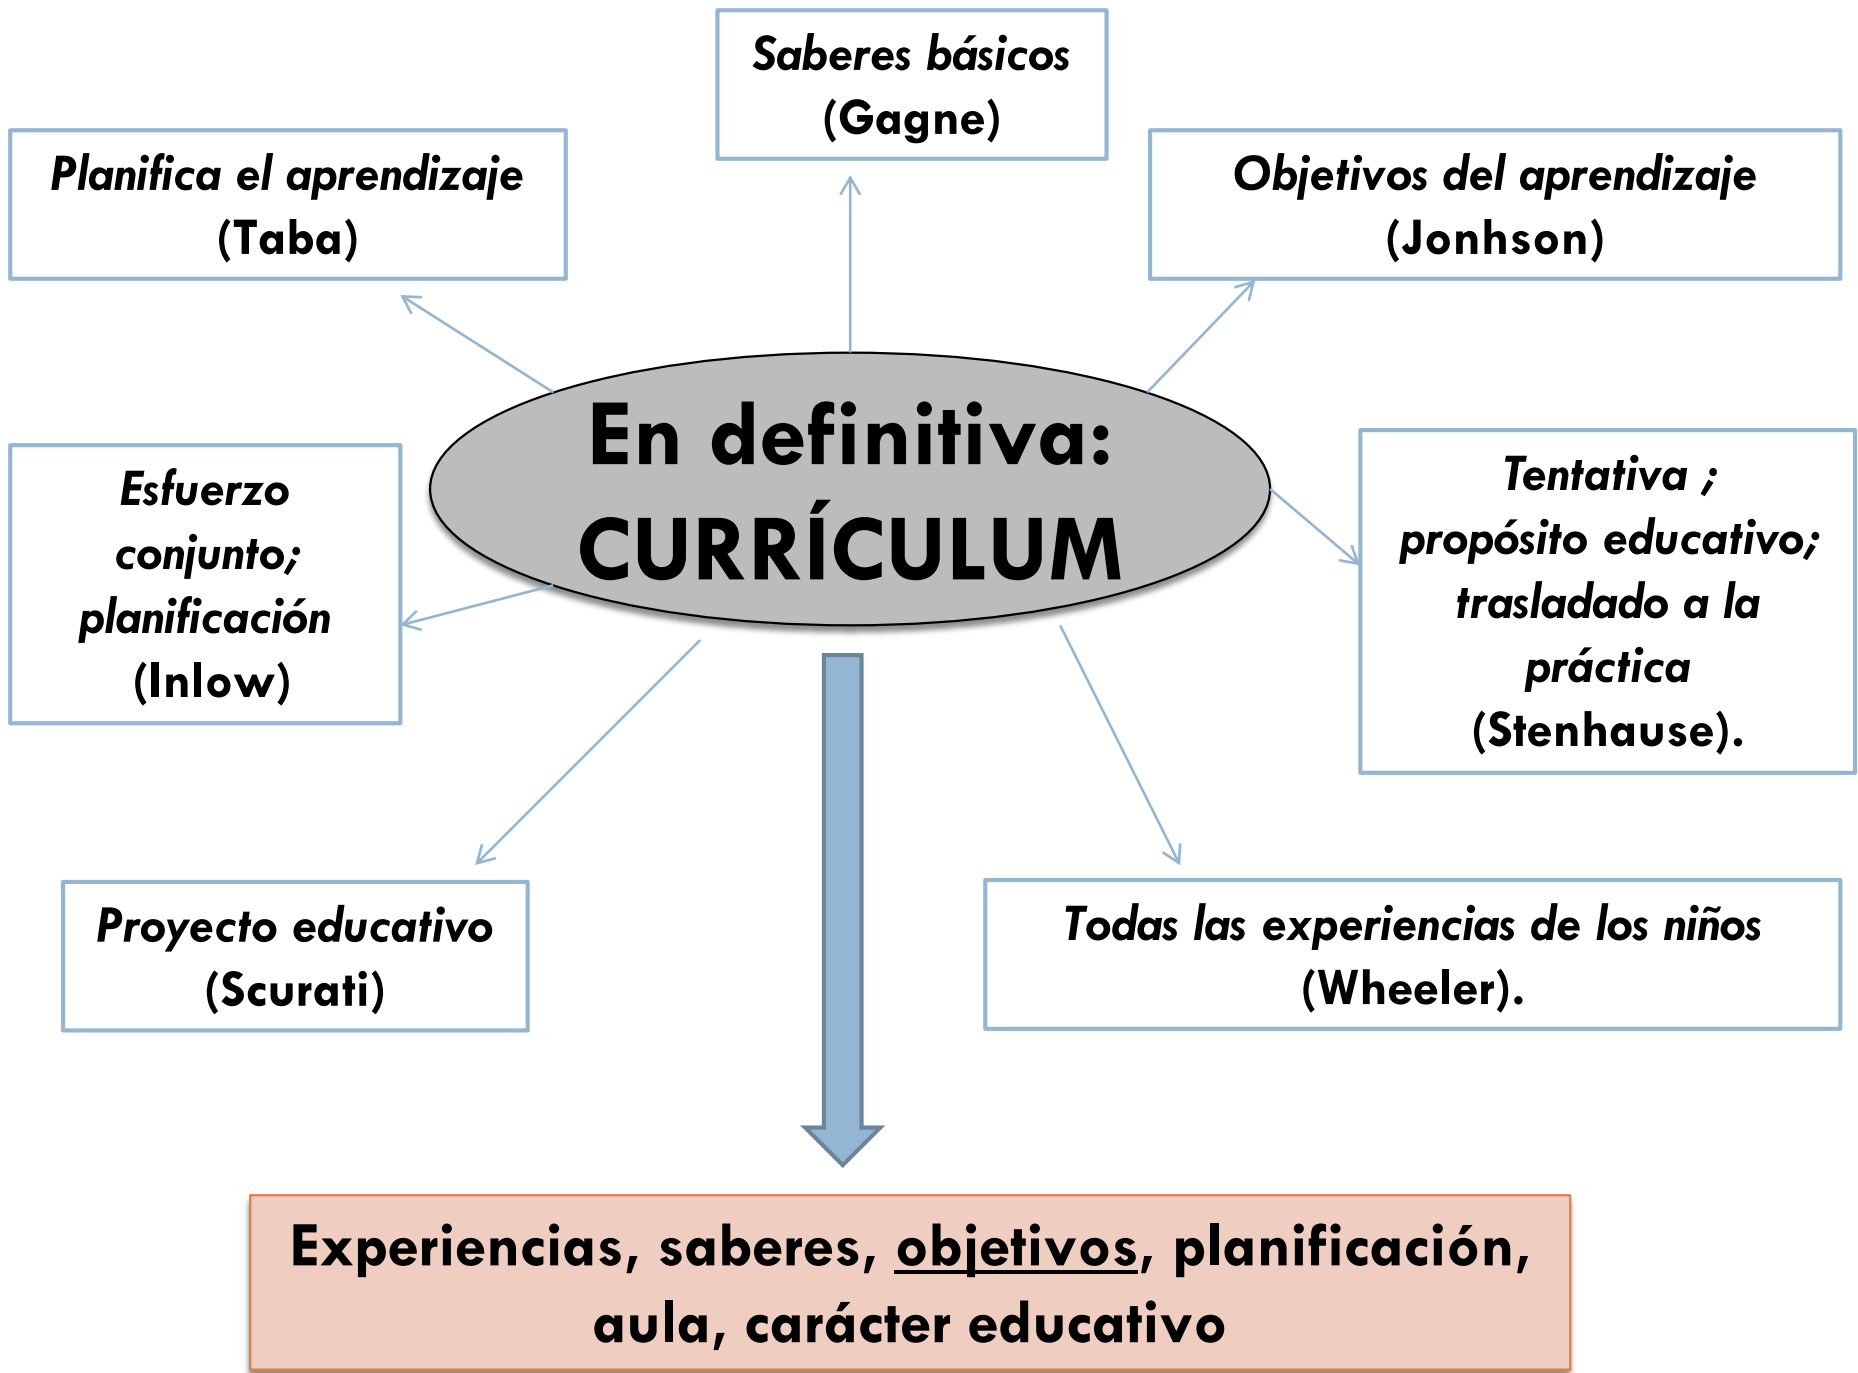 Saberes básicos
(Gagne)
Planifica el aprendizaje
(Taba)
Objetivos del aprendizaje
(Jonhson)
En definitiva:
CURRÍCULUM
Esfuerzo
conjunto;
planificación
(Inlow)
Tentativa ;
propósito educativo;
trasladado a la
práctica
(Stenhause).
Proyecto educativo
(Scurati)
Todas las experiencias de los niños
(Wheeler).
Experiencias, saberes, objetivos, planificación,
aula, carácter educativo